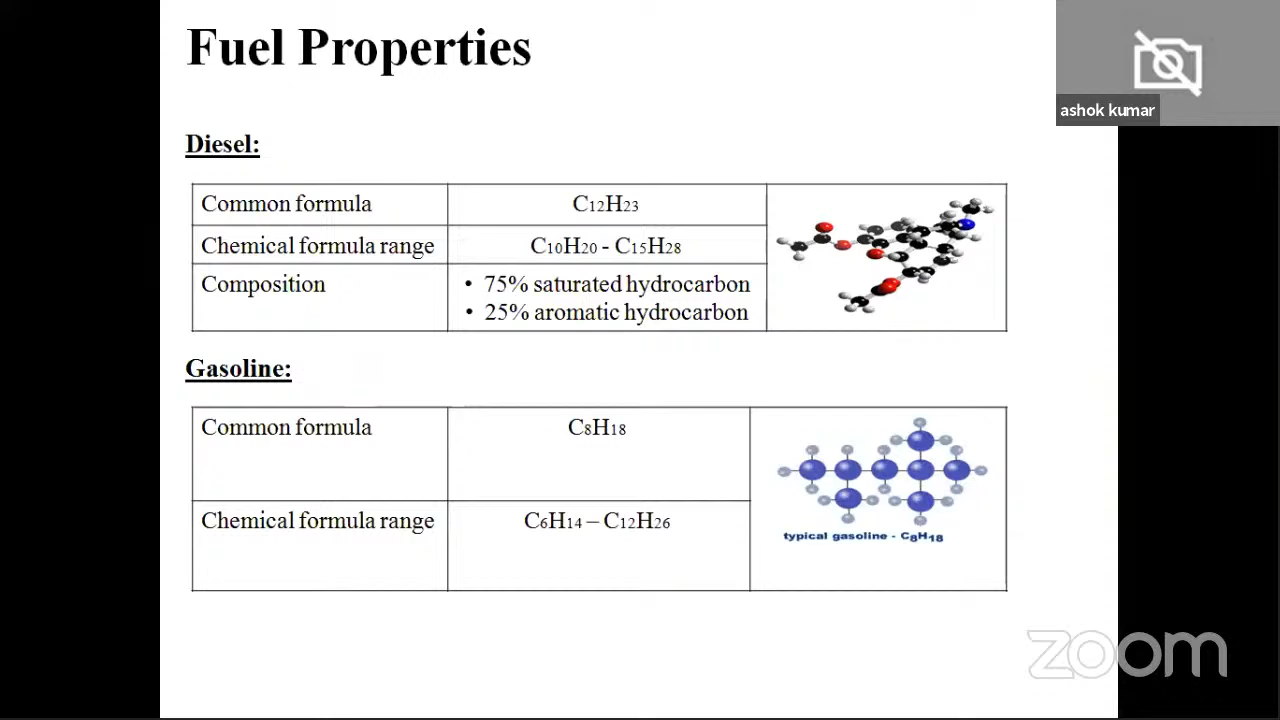 Fuel Properties
ashok kumar
Diesel:
Common formula C12H23
Chemical formula range C10H20 - C15H28
Composition • 75% saturated hydrocarbon
• 25% aromatic hydrocarbon
Gasoline:
Common formula C8H18
Chemical formula range C6H14 – C12H26
typical gasoline - C8H18
zoom